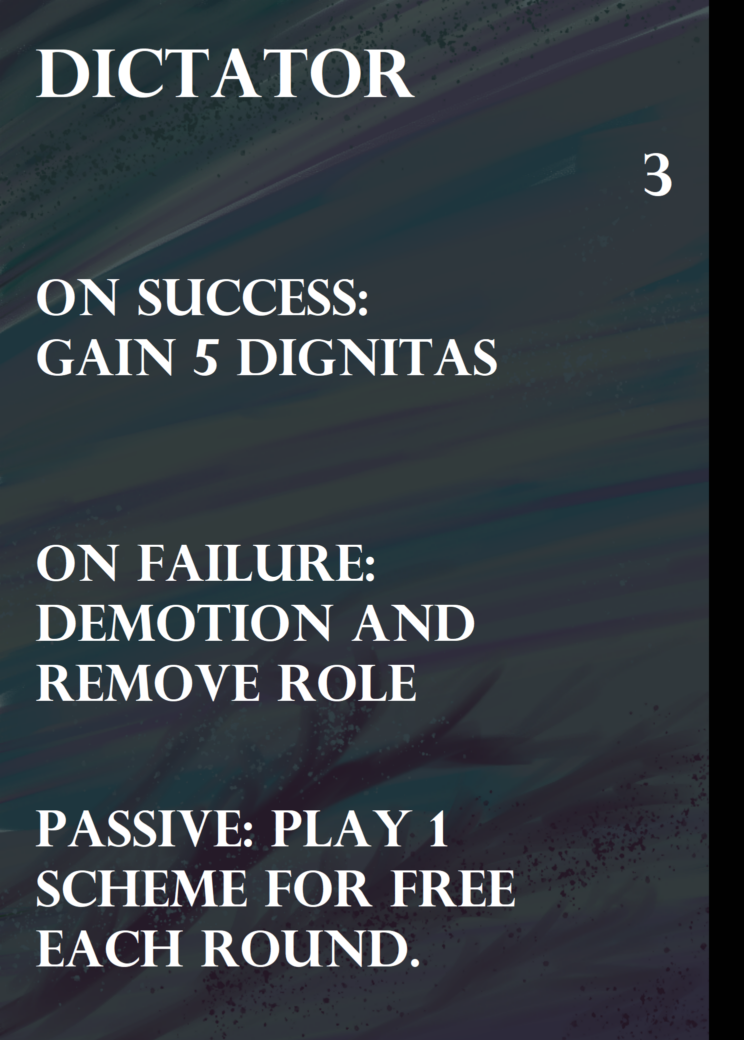 DICTATOR
3
ON SUCCESS:
GAIN 5 DIGNITAS
ON FAILURE:
DEMOTION AND
REMOVE ROLE
PASSIVE: PLAY 1
SCHEME FOR FREE
EACH ROUND.